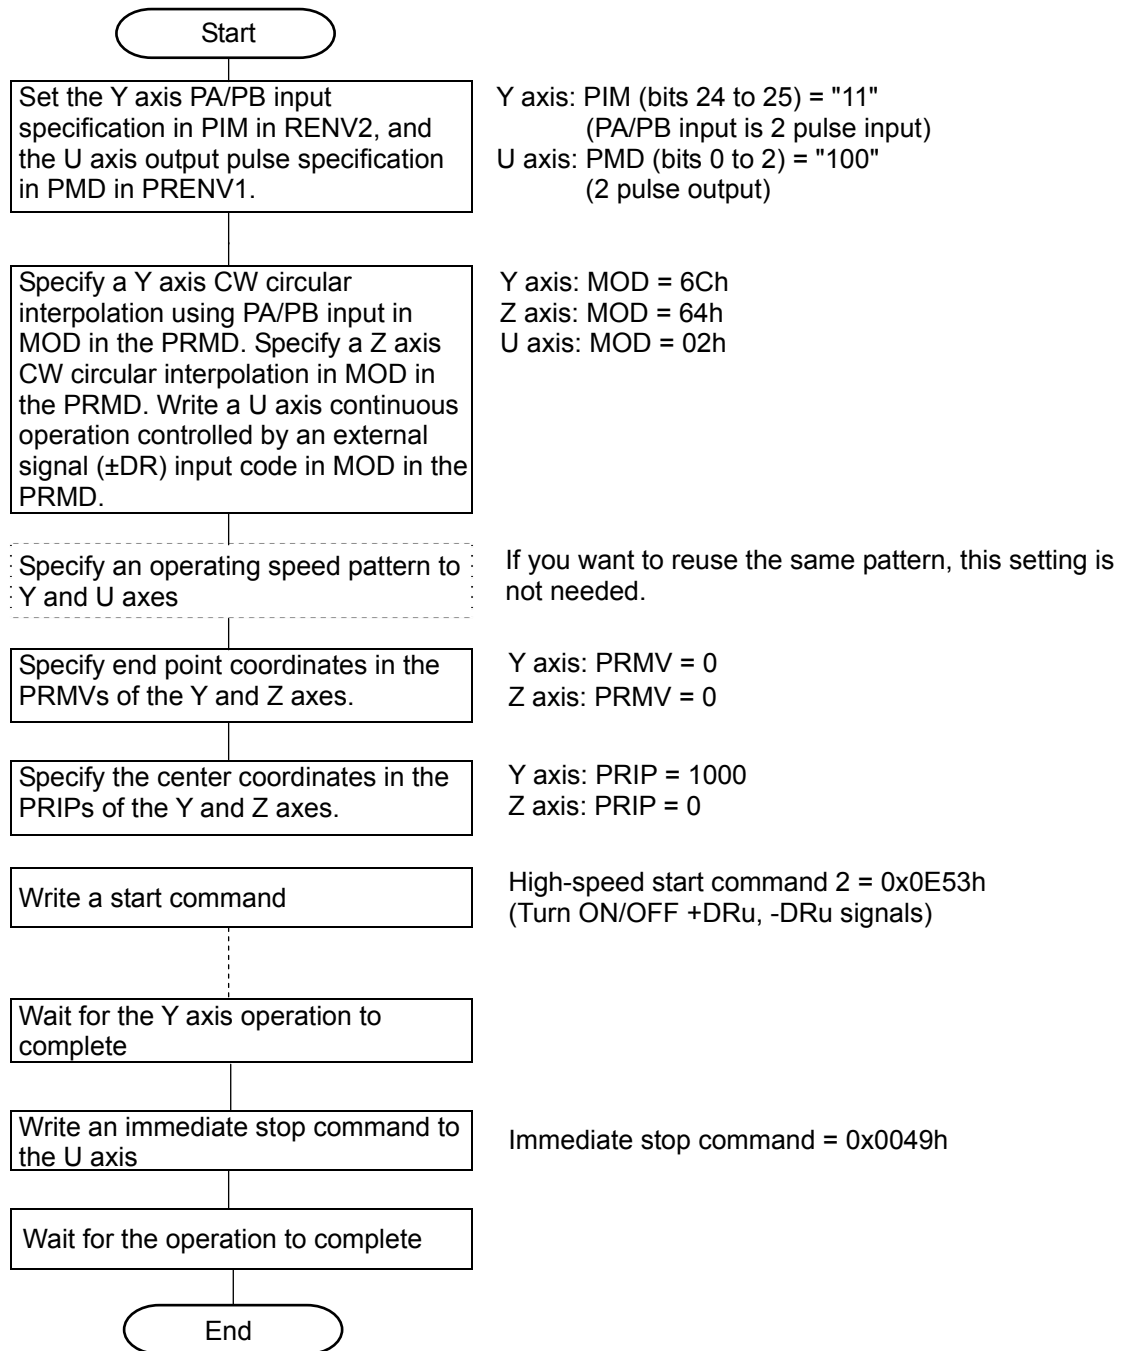 Start
Set the Y axis PA/PB input
specification in PIM in RENV2, and
the U axis output pulse specification
in PMD in PRENV1.
Y axis: PIM (bits 24 to 25) = "11"
(PA/PB input is 2 pulse input)
U axis: PMD (bits 0 to 2) = "100"
(2 pulse output)
Specify a Y axis CW circular
interpolation using PA/PB input in
MOD in the PRMD. Specify a Z axis
CW circular interpolation in MOD in
the PRMD. Write a U axis continuous
operation controlled by an external
signal (±DR) input code in MOD in the
PRMD.
Y axis: MOD = 6Ch
Z axis: MOD = 64h
U axis: MOD = 02h
Specify an operating speed pattern to
Y and U axes
If you want to reuse the same pattern, this setting is
not needed.
Specify end point coordinates in the
PRMVs of the Y and Z axes.
Y axis: PRMV = 0
Z axis: PRMV = 0
Specify the center coordinates in the
PRIPs of the Y and Z axes.
Y axis: PRIP = 1000
Z axis: PRIP = 0
Write a start command
High-speed start command 2 = 0x0E53h
(Turn ON/OFF +DRu, -DRu signals)
Wait for the Y axis operation to
complete
Write an immediate stop command to
the U axis
Immediate stop command = 0x0049h
Wait for the operation to complete
End